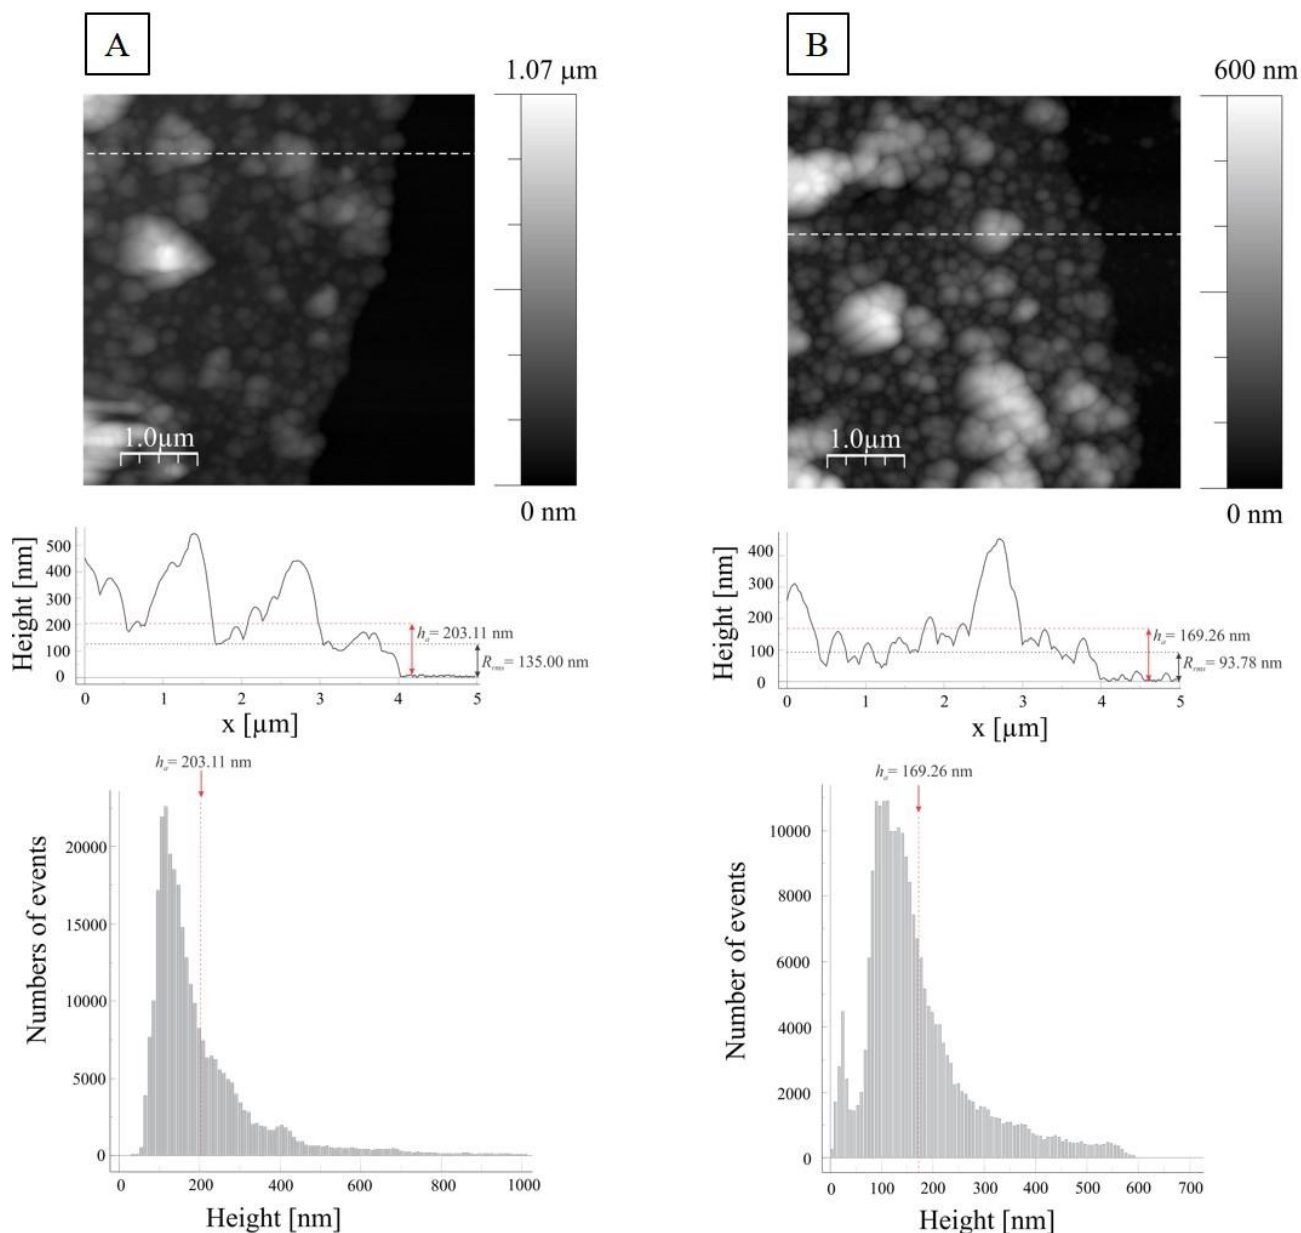 A
1.07 µm
1.0µm
0 nm
B
600 nm
1.0µm
0 nm
Height [nm]
500
400
300
200
100
0
hₐ= 203.11 nm
Rᵣₘₛ= 135.00 nm
0 1 2 3 4 5
x [µm]
Height [nm]
400
300
200
100
0
hₐ= 169.26 nm
Rᵣₘₛ= 93.78 nm
0 1 2 3 4 5
x [µm]
hₐ= 203.11 nm
Numbers of events
20000
15000
10000
5000
0
0 200 400 600 800 1000
Height [nm]
hₐ= 169.26 nm
Number of events
10000
8000
6000
4000
2000
0
0 100 200 300 400 500 600 700
Height [nm]